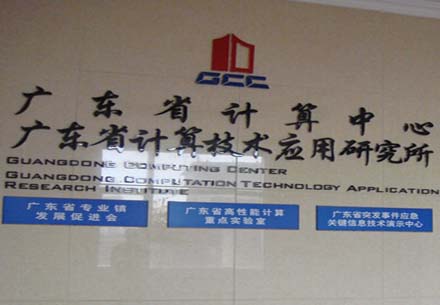 GCC
广东省计算中心
广东省计算技术应用研究所
GUANGDONG COMPUTING CENTER
GUANGDONG COMPUTATION TECHNOLOGY APPLICATION
RESEARCH INSTITUTE
广东省专业镇
发展促进会
广东省高性能计算
重点实验室
广东省突发事件应急
关键信息技术演示中心